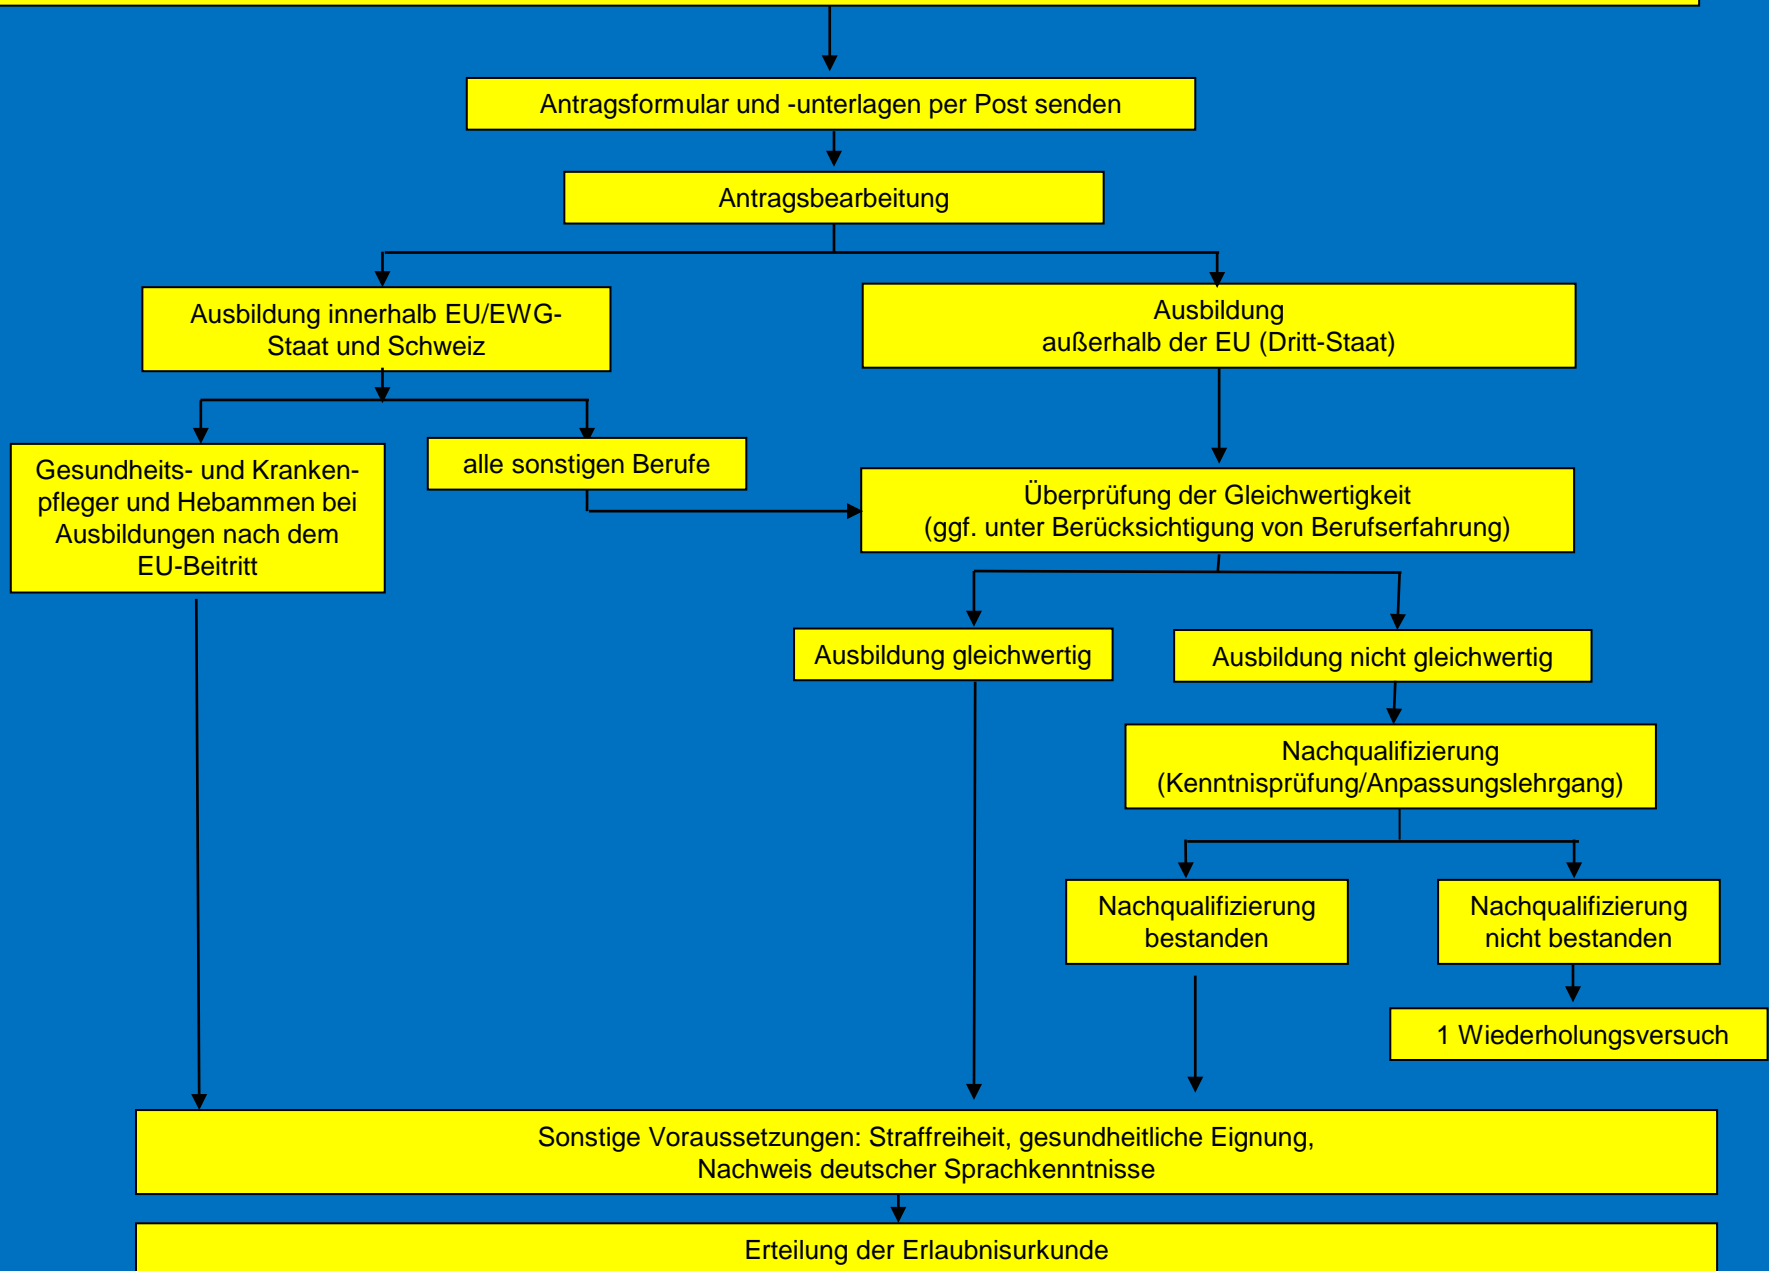 Antragsformular und -unterlagen per Post senden
Antragsbearbeitung
Ausbildung innerhalb EU/EWG-
Staat und Schweiz
Ausbildung
außerhalb der EU (Dritt-Staat)
Gesundheits- und Kranken-
pfleger und Hebammen bei
Ausbildungen nach dem
EU-Beitritt
alle sonstigen Berufe
Überprüfung der Gleichwertigkeit
(ggf. unter Berücksichtigung von Berufserfahrung)
Ausbildung gleichwertig
Ausbildung nicht gleichwertig
Nachqualifizierung
(Kenntnisprüfung/Anpassungslehrgang)
Nachqualifizierung
bestanden
Nachqualifizierung
nicht bestanden
1 Wiederholungsversuch
Sonstige Voraussetzungen: Straffreiheit, gesundheitliche Eignung,
Nachweis deutscher Sprachkenntnisse
Erteilung der Erlaubnisurkunde